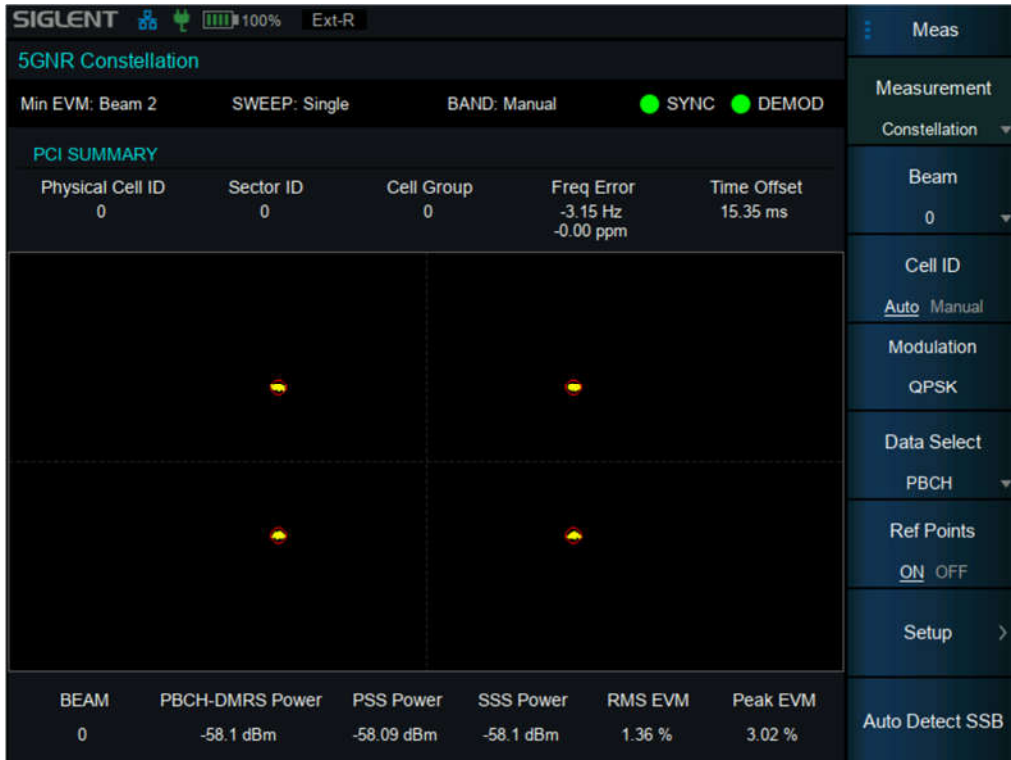 SIGLENT 100% Ext-R
5GNR Constellation
Min EVM: Beam 2 SWEEP: Single BAND: Manual SYNC DEMOD
PCI SUMMARY
Physical Cell ID Sector ID Cell Group Freq Error Time Offset
0 0 0 -3.15 Hz 15.35 ms
-0.00 ppm
BEAM PBCH-DMRS Power PSS Power SSS Power RMS EVM Peak EVM
0 -58.1 dBm -58.09 dBm -58.1 dBm 1.36 % 3.02 %
Meas
Measurement
Constellation
Beam
0
Cell ID
Auto Manual
Modulation
QPSK
Data Select
PBCH
Ref Points
ON OFF
Setup
Auto Detect SSB